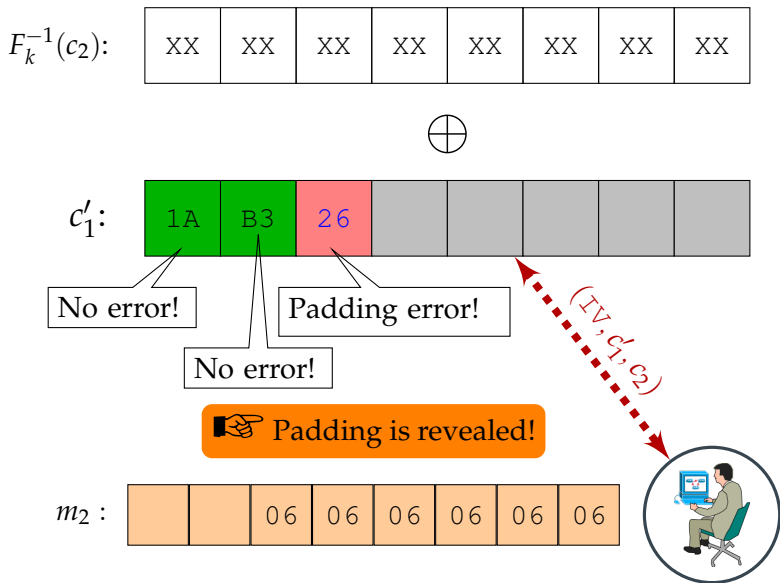 F_k^{-1}(c_2): XX XX XX XX XX XX XX XX
⊕
c'_1: 1A B3 26
No error! Padding error!
No error!
(IV, c'_1, c_2)
☞ Padding is revealed!
m_2 : 06 06 06 06 06 06